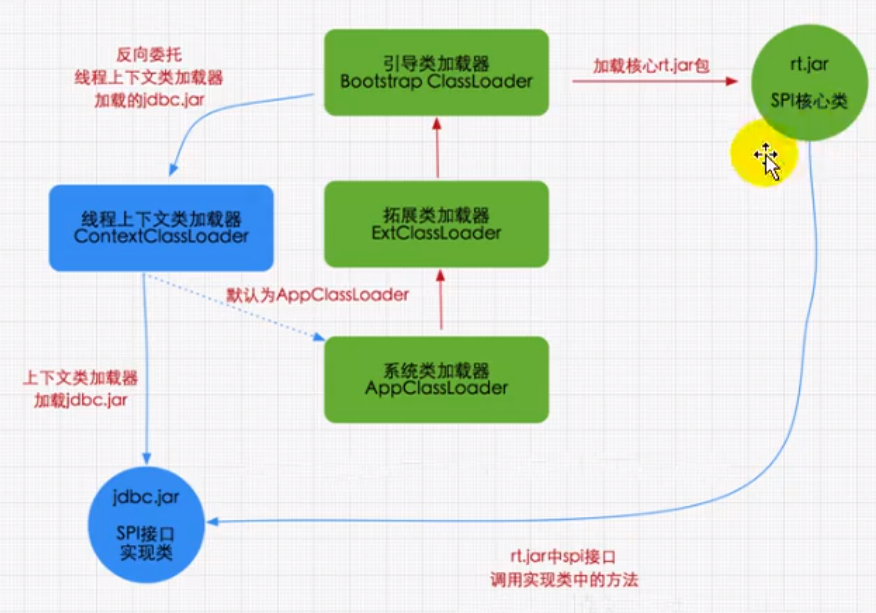 反向委托
线程上下文类加载器
加载的jdbc.jar
引导类加载器
Bootstrap ClassLoader
加载核心rt.jar包
rt.jar
SPI核心类
线程上下文类加载器
ContextClassLoader
拓展类加载器
ExtClassLoader
默认为AppClassLoader
系统类加载器
AppClassLoader
上下文类加载器
加载jdbc.jar
jdbc.jar
SPI接口
实现类
rt.jar中spi接口
调用实现类中的方法